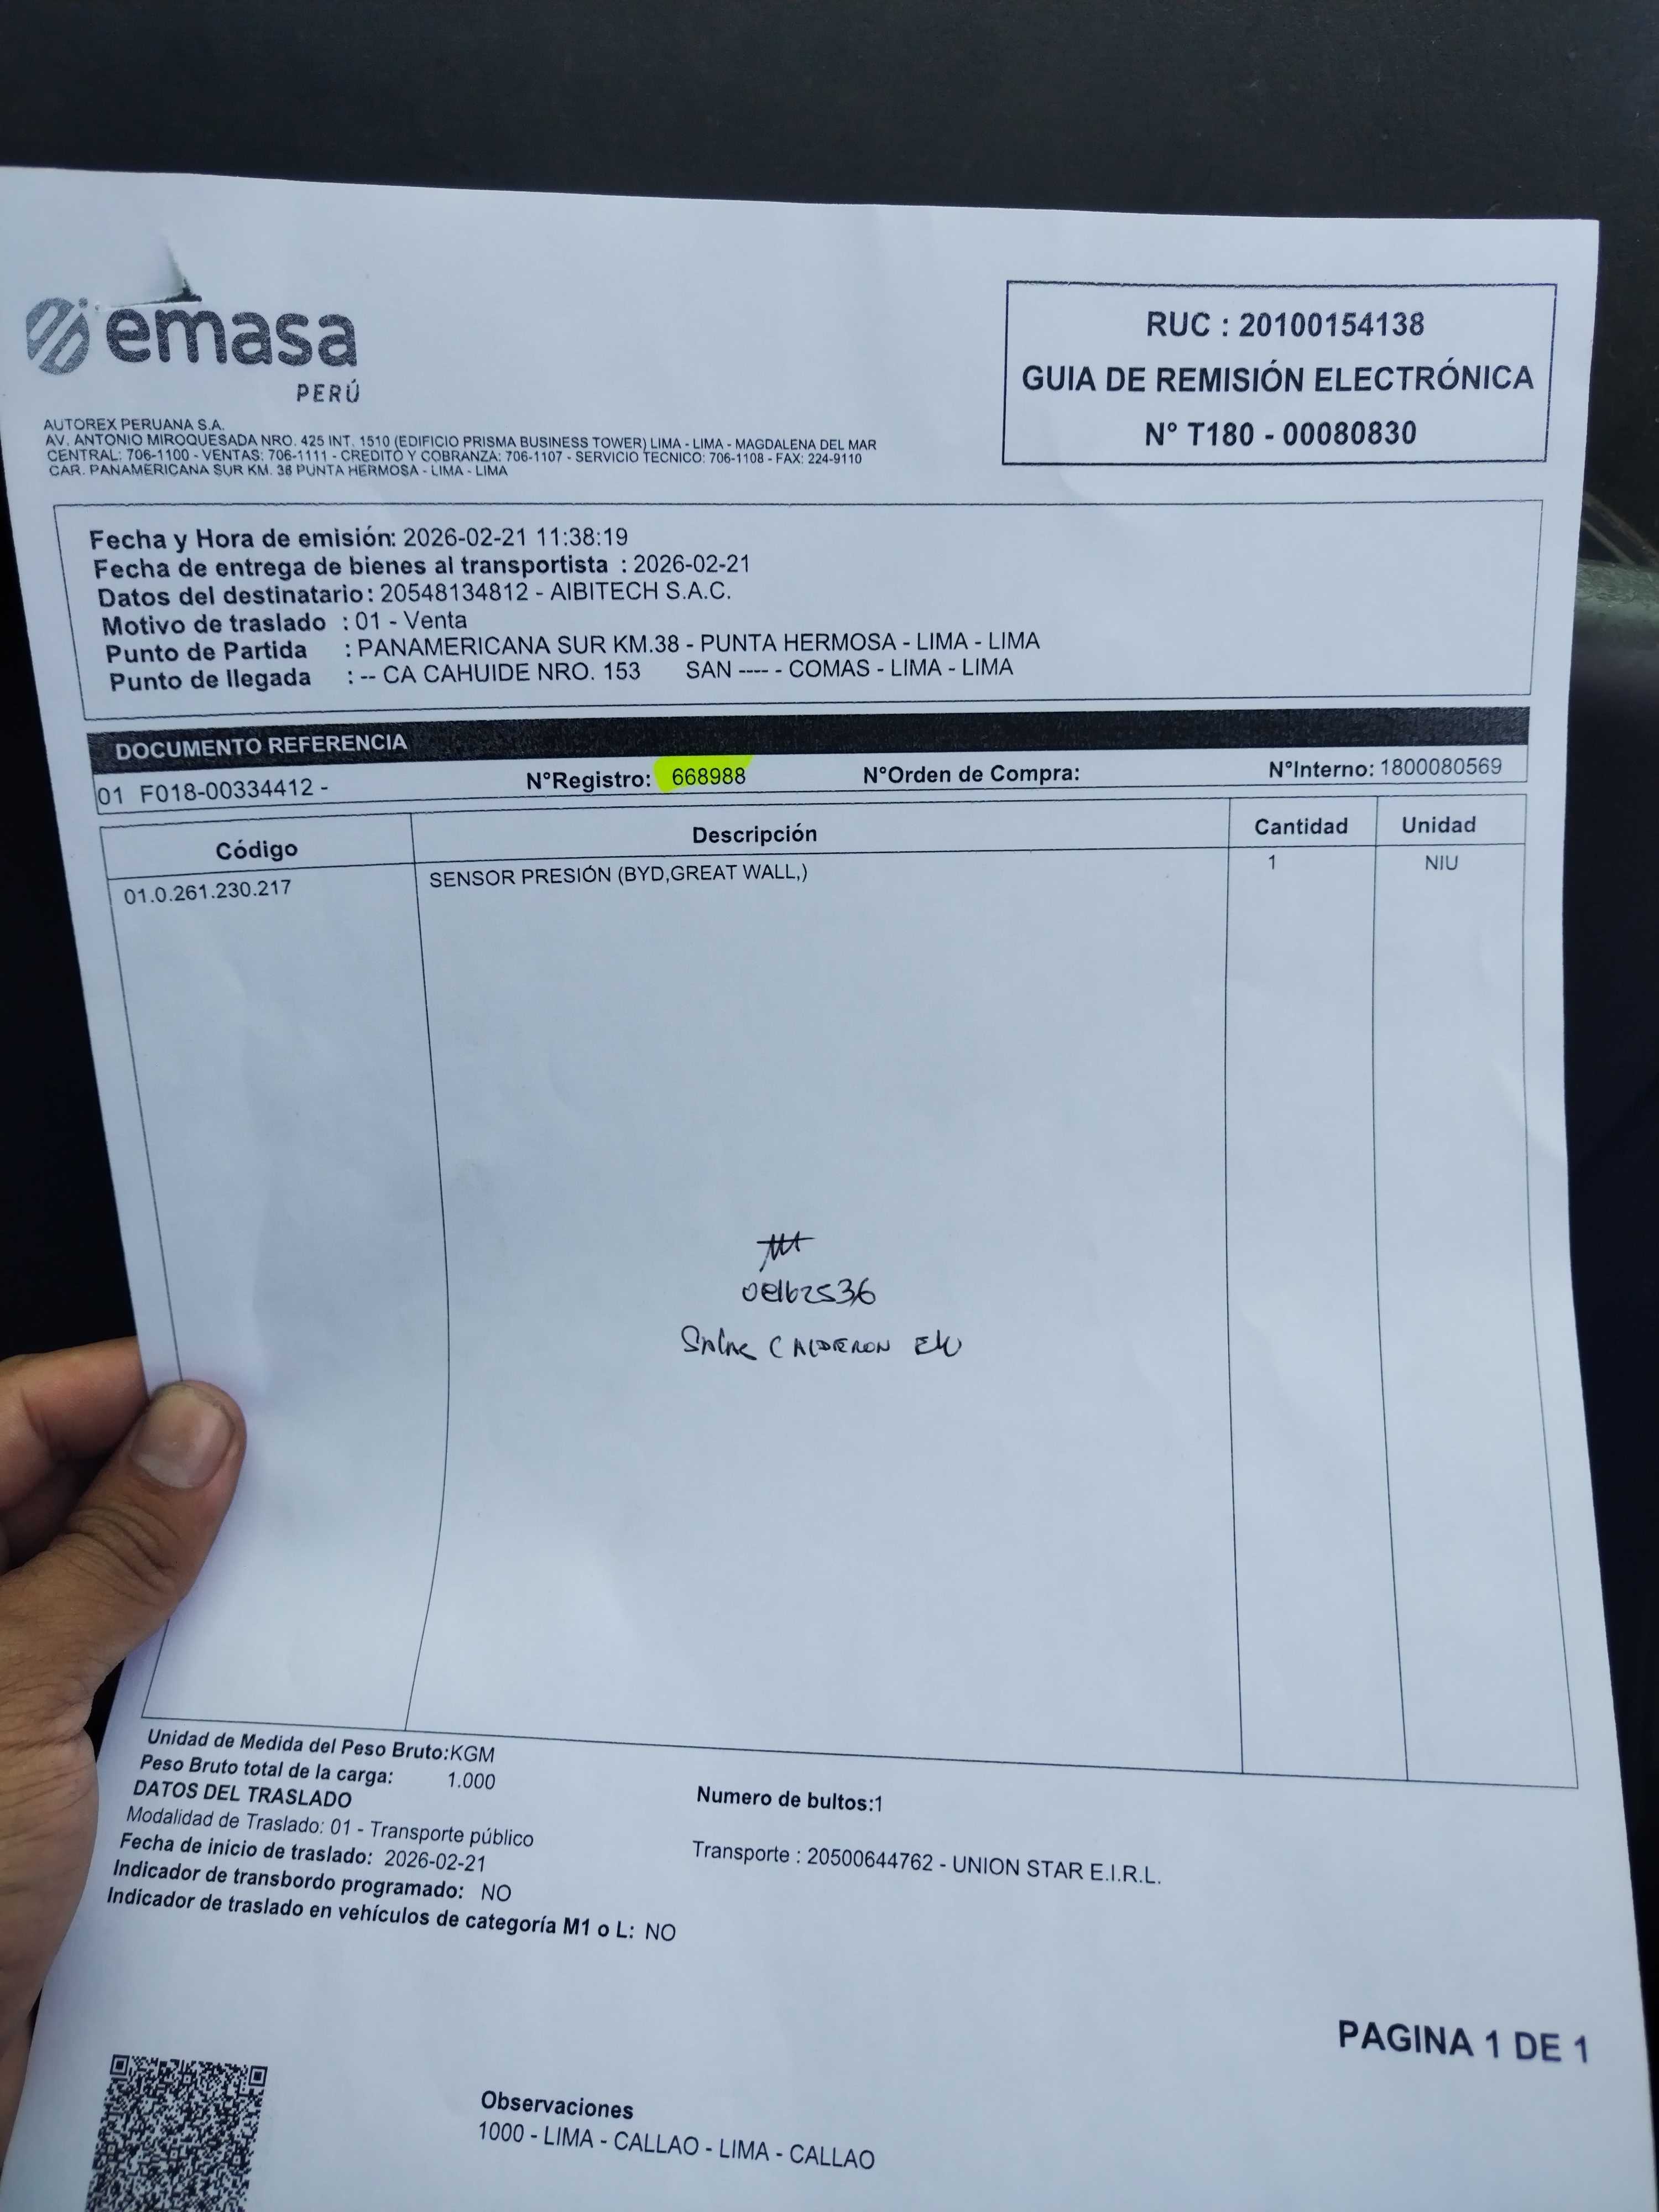 emasa
PERÚ
AUTOREX PERUANA S.A.
AV. ANTONIO MIROQUESADA NRO. 425 INT. 1510 (EDIFICIO PRISMA BUSINESS TOWER) LIMA - LIMA - MAGDALENA DEL MAR
CENTRAL: 706-1100 - VENTAS: 706-1111 - CREDITO Y COBRANZA: 706-1107 - SERVICIO TECNICO: 706-1108 - FAX: 224-9110
CAR. PANAMERICANA SUR KM. 38 PUNTA HERMOSA - LIMA - LIMA
RUC : 20100154138
GUIA DE REMISIÓN ELECTRÓNICA
N° T180 - 00080830
Fecha y Hora de emisión: 2026-02-21 11:38:19
Fecha de entrega de bienes al transportista : 2026-02-21
Datos del destinatario: 20548134812 - AIBITECH S.A.C.
Motivo de traslado : 01 - Venta
Punto de Partida : PANAMERICANA SUR KM.38 - PUNTA HERMOSA - LIMA - LIMA
Punto de llegada : -- CA CAHUIDE NRO. 153 SAN ---- - COMAS - LIMA - LIMA
DOCUMENTO REFERENCIA
01 F018-00334412 - N°Registro: 668988 N°Orden de Compra: N°Interno: 1800080569
Código Descripción Cantidad Unidad
01.0.261.230.217 SENSOR PRESIÓN (BYD,GREAT WALL,) 1 NIU
CALDERON
Unidad de Medida del Peso Bruto:KGM
Peso Bruto total de la carga: 1.000
Numero de bultos:1
DATOS DEL TRASLADO
Modalidad de Traslado: 01 - Transporte público
Transporte : 20500644762 - UNION STAR E.I.R.L.
Fecha de inicio de traslado: 2026-02-21
Indicador de transbordo programado: NO
Indicador de traslado en vehículos de categoría M1 o L: NO
PAGINA 1 DE 1
Observaciones
1000 - LIMA - CALLAO - LIMA - CALLAO